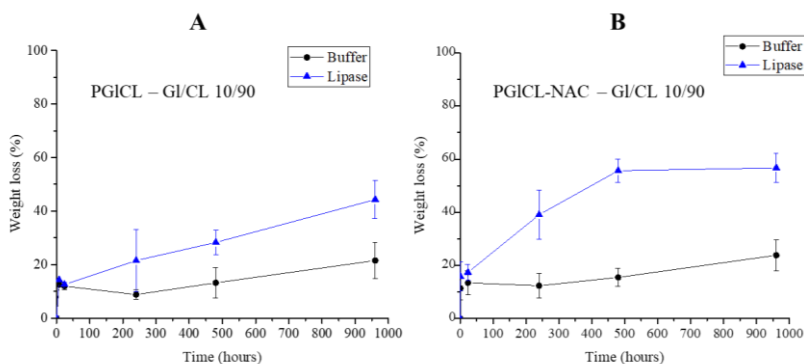 A
Buffer
Lipase
PGlCL – Gl/CL 10/90
Weight loss (%)
100
80
60
40
20
0
0 100 200 300 400 500 600 700 800 900 1000
Time (hours)
B
Buffer
Lipase
PGlCL-NAC – Gl/CL 10/90
Weight loss (%)
100
80
60
40
20
0
0 100 200 300 400 500 600 700 800 900 1000
Time (hours)